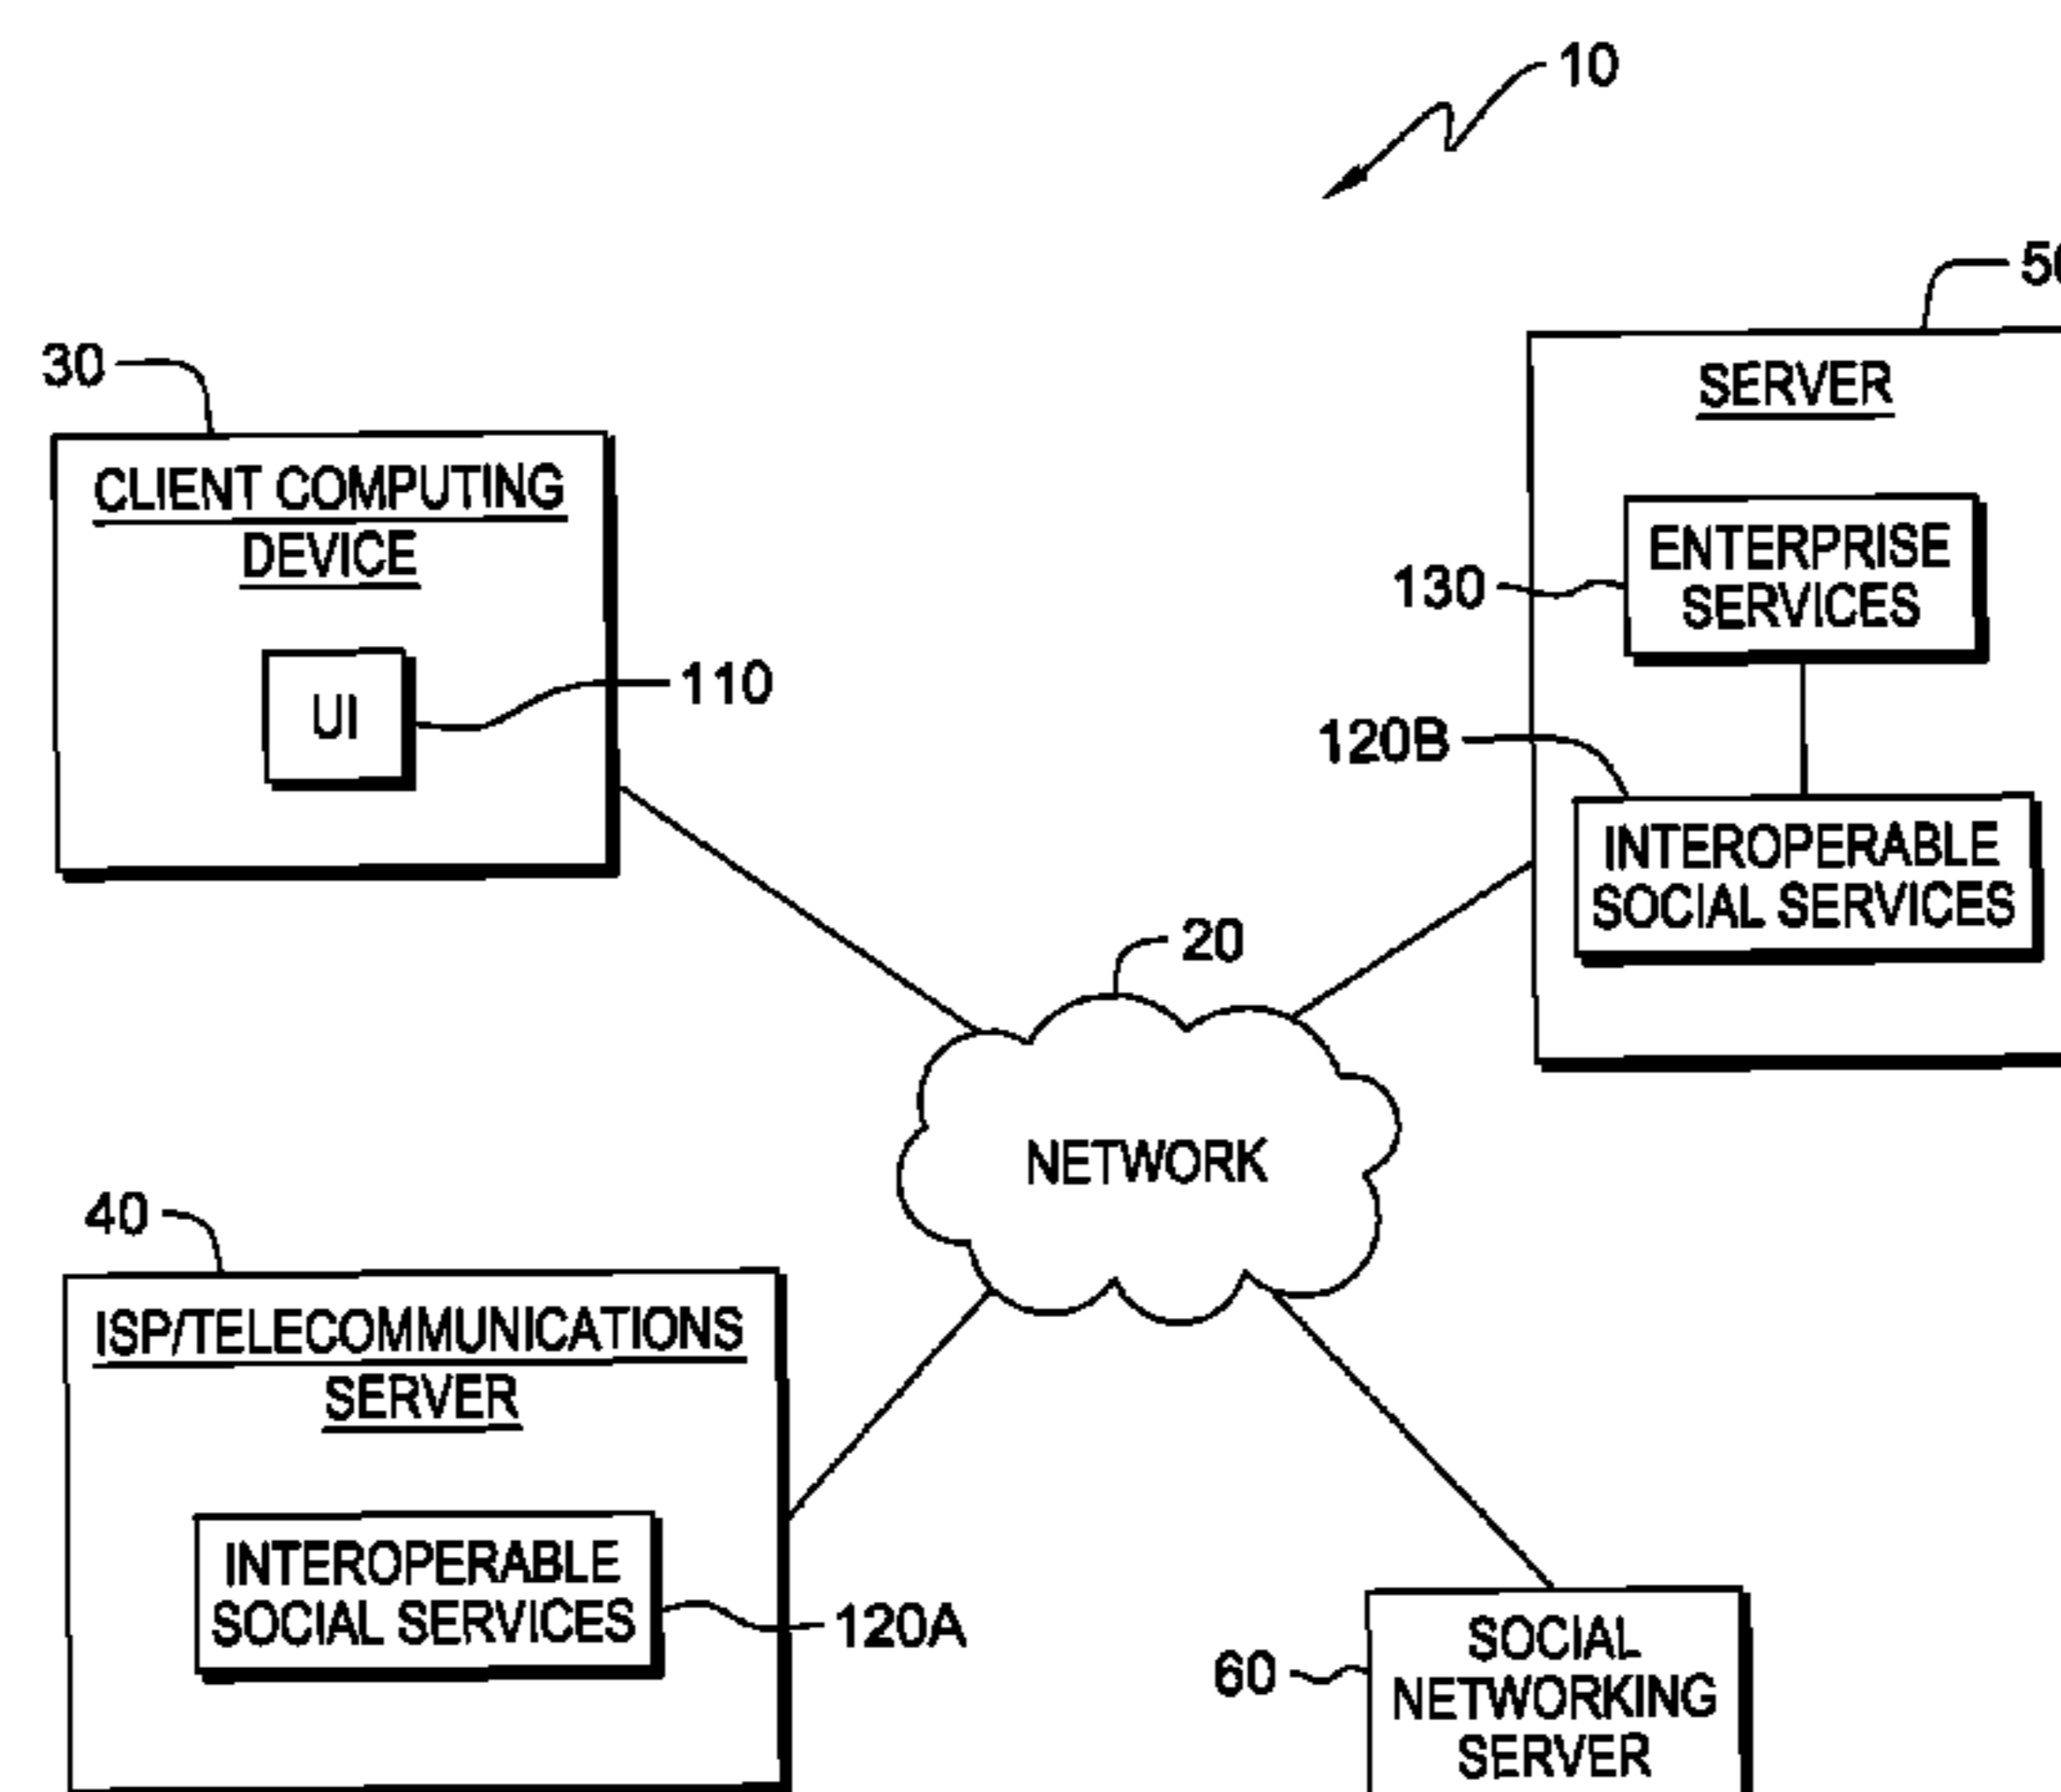 10
50
SERVER
30
CLIENT COMPUTING
DEVICE
ENTERPRISE
SERVICES
130
UI
110
120B
INTEROPERABLE
SOCIAL SERVICES
20
NETWORK
40
ISP/TELECOMMUNICATIONS
SERVER
INTEROPERABLE
SOCIAL SERVICES
120A
60
SOCIAL
NETWORKING
SERVER